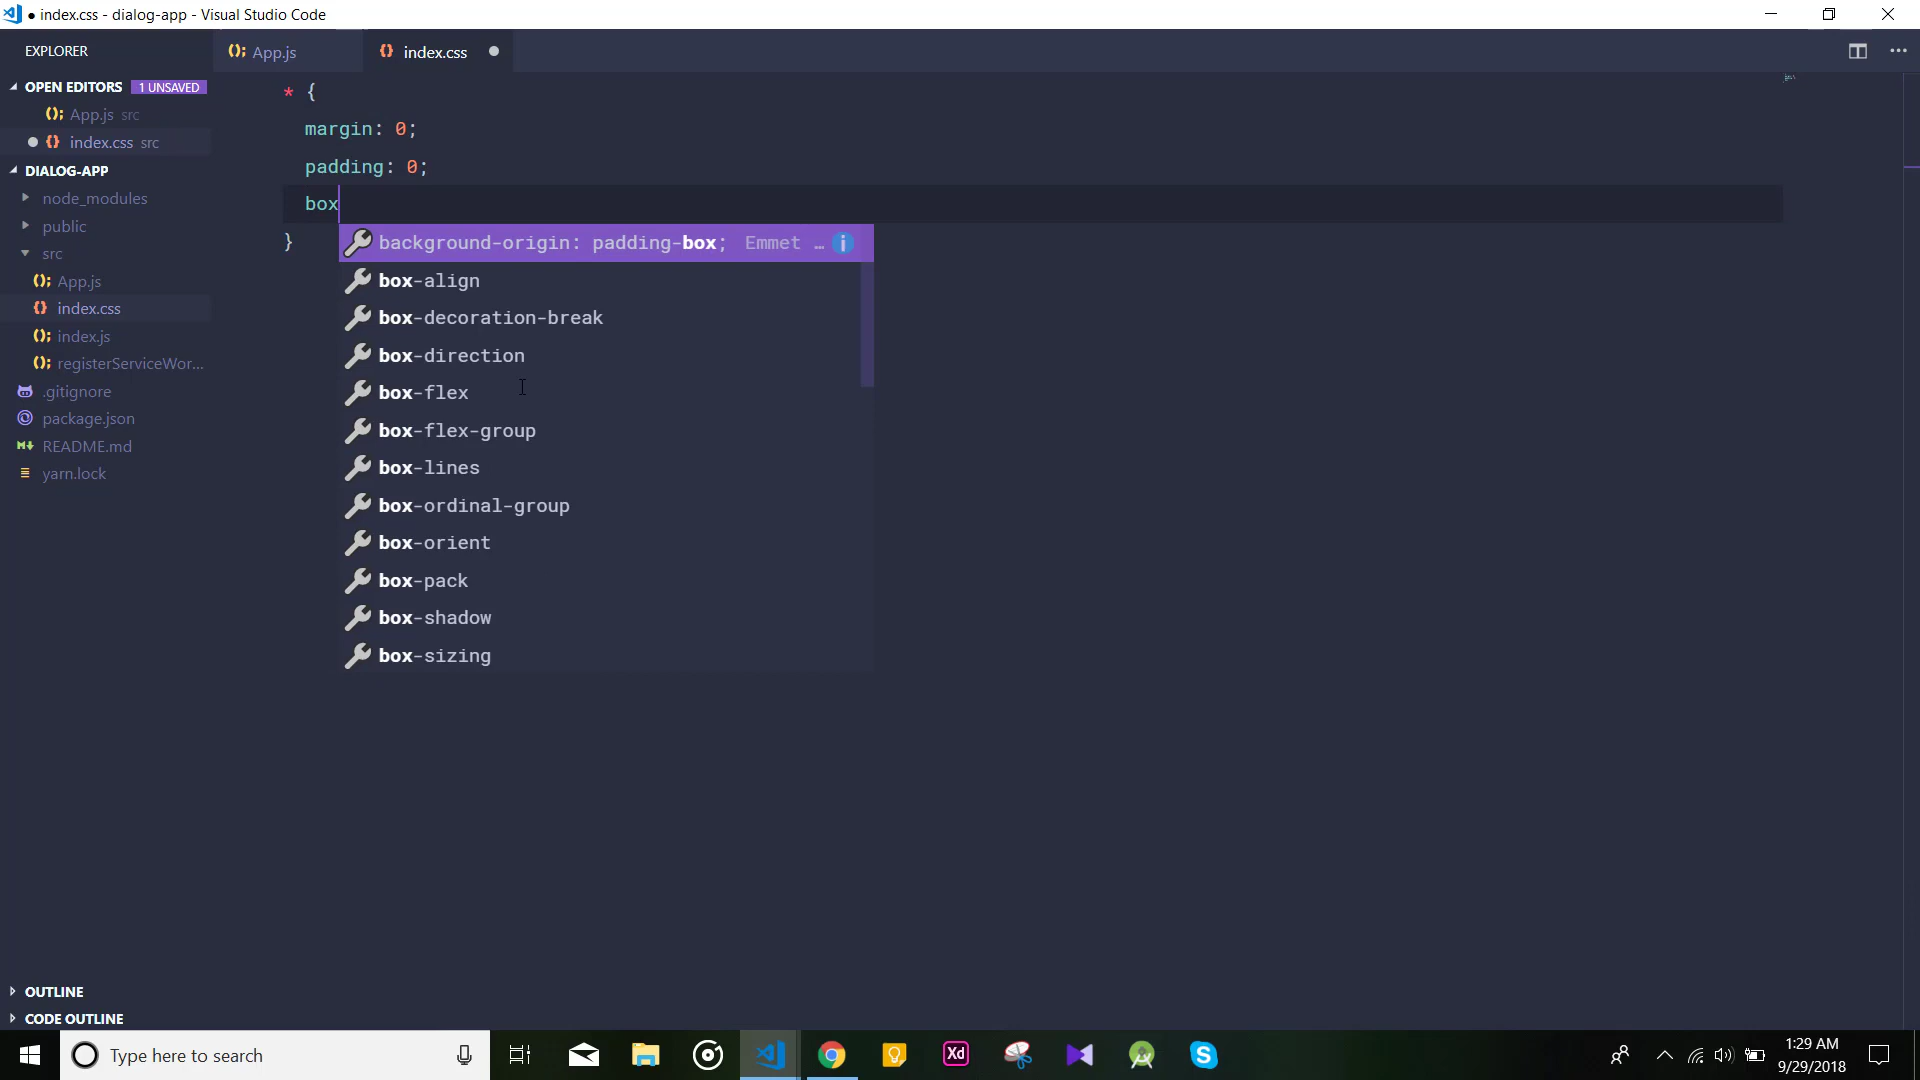 index.css - dialog-app - Visual Studio Code
EXPLORER
App.js
index.css
OPEN EDITORS 1 UNSAVED
App.js src
index.css src
DIALOG-APP
node_modules
public
src
App.js
index.css
index.js
registerServiceWor...
.gitignore
package.json
README.md
yarn.lock
* {
margin: 0;
padding: 0;
box
}
background-origin: padding-box; Emmet ...
box-align
box-decoration-break
box-direction
box-flex
box-flex-group
box-lines
box-ordinal-group
box-orient
box-pack
box-shadow
box-sizing
OUTLINE
CODE OUTLINE
Type here to search
Xd
1:29 AM
9/29/2018